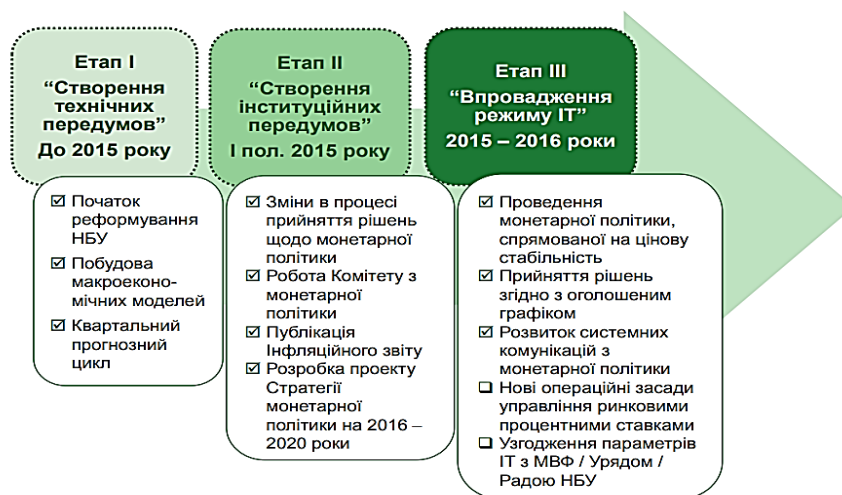 Етап I
“Створення
технічних
передумов”
До 2015 року
☑ Початок
реформування
НБУ
☑ Побудова
макроеконо-
мічних моделей
☑ Квартальний
прогнозний
цикл
Етап II
“Створення
інституційних
передумов”
I пол. 2015 року
☑ Зміни в процесі
прийняття рішень
щодо монетарної
політики
☑ Робота Комітету з
монетарної
політики
☑ Публікація
Інфляційного звіту
☑ Розробка проекту
Стратегії
монетарної
політики на 2016 –
2020 роки
Етап III
“Впровадження
режиму ІТ”
2015 – 2016 роки
☑ Проведення
монетарної політики,
спрямованої на цінову
стабільність
☑ Прийняття рішень
згідно з оголошеним
графіком
☑ Розвиток системних
комунікацій з
монетарної політики
❑ Нові операційні засади
управління ринковими
процентними ставками
❑ Узгодження параметрів
ІТ з МВФ / Урядом /
Радою НБУ